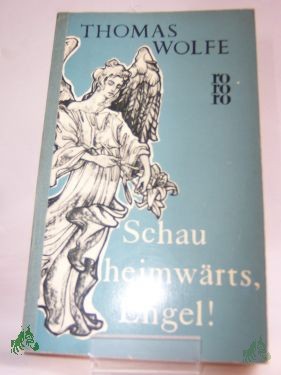 THOMAS
WOLFE
ro
ro
ro
Schau
heimwärts,
Engel!